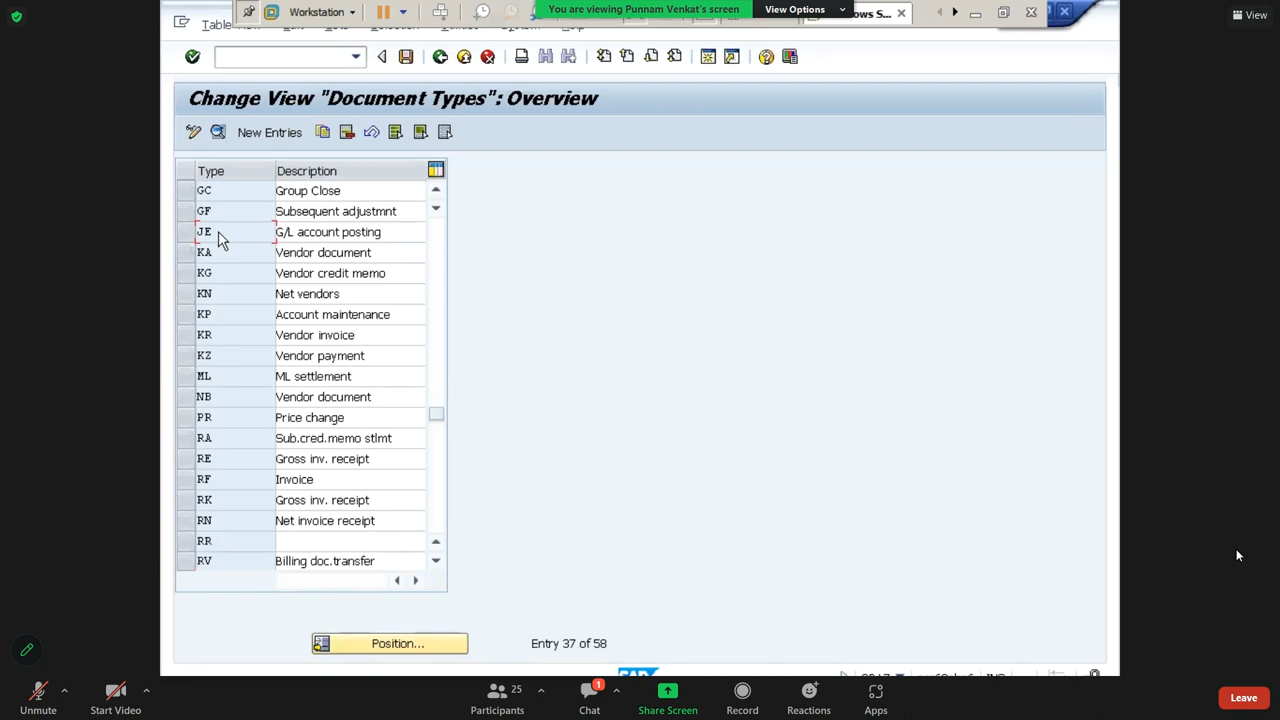 Workstation
You are viewing Punnam Venkat's screen
View Options
ows S...
View
Table
Change View "Document Types": Overview
New Entries
Type Description
GC Group Close
GF Subsequent adjustmnt
JE G/L account posting
KA Vendor document
KG Vendor credit memo
KN Net vendors
KP Account maintenance
KR Vendor invoice
KZ Vendor payment
ML ML settlement
NB Vendor document
PR Price change
RA Sub.cred.memo stlmt
RE Gross inv. receipt
RF Invoice
RK Gross inv. receipt
RN Net invoice receipt
RR
RV Billing doc.transfer
Position... Entry 37 of 58
SAP
Unmute
Start Video
25
Participants
1
Chat
Share Screen
Record
Reactions
Apps
Leave